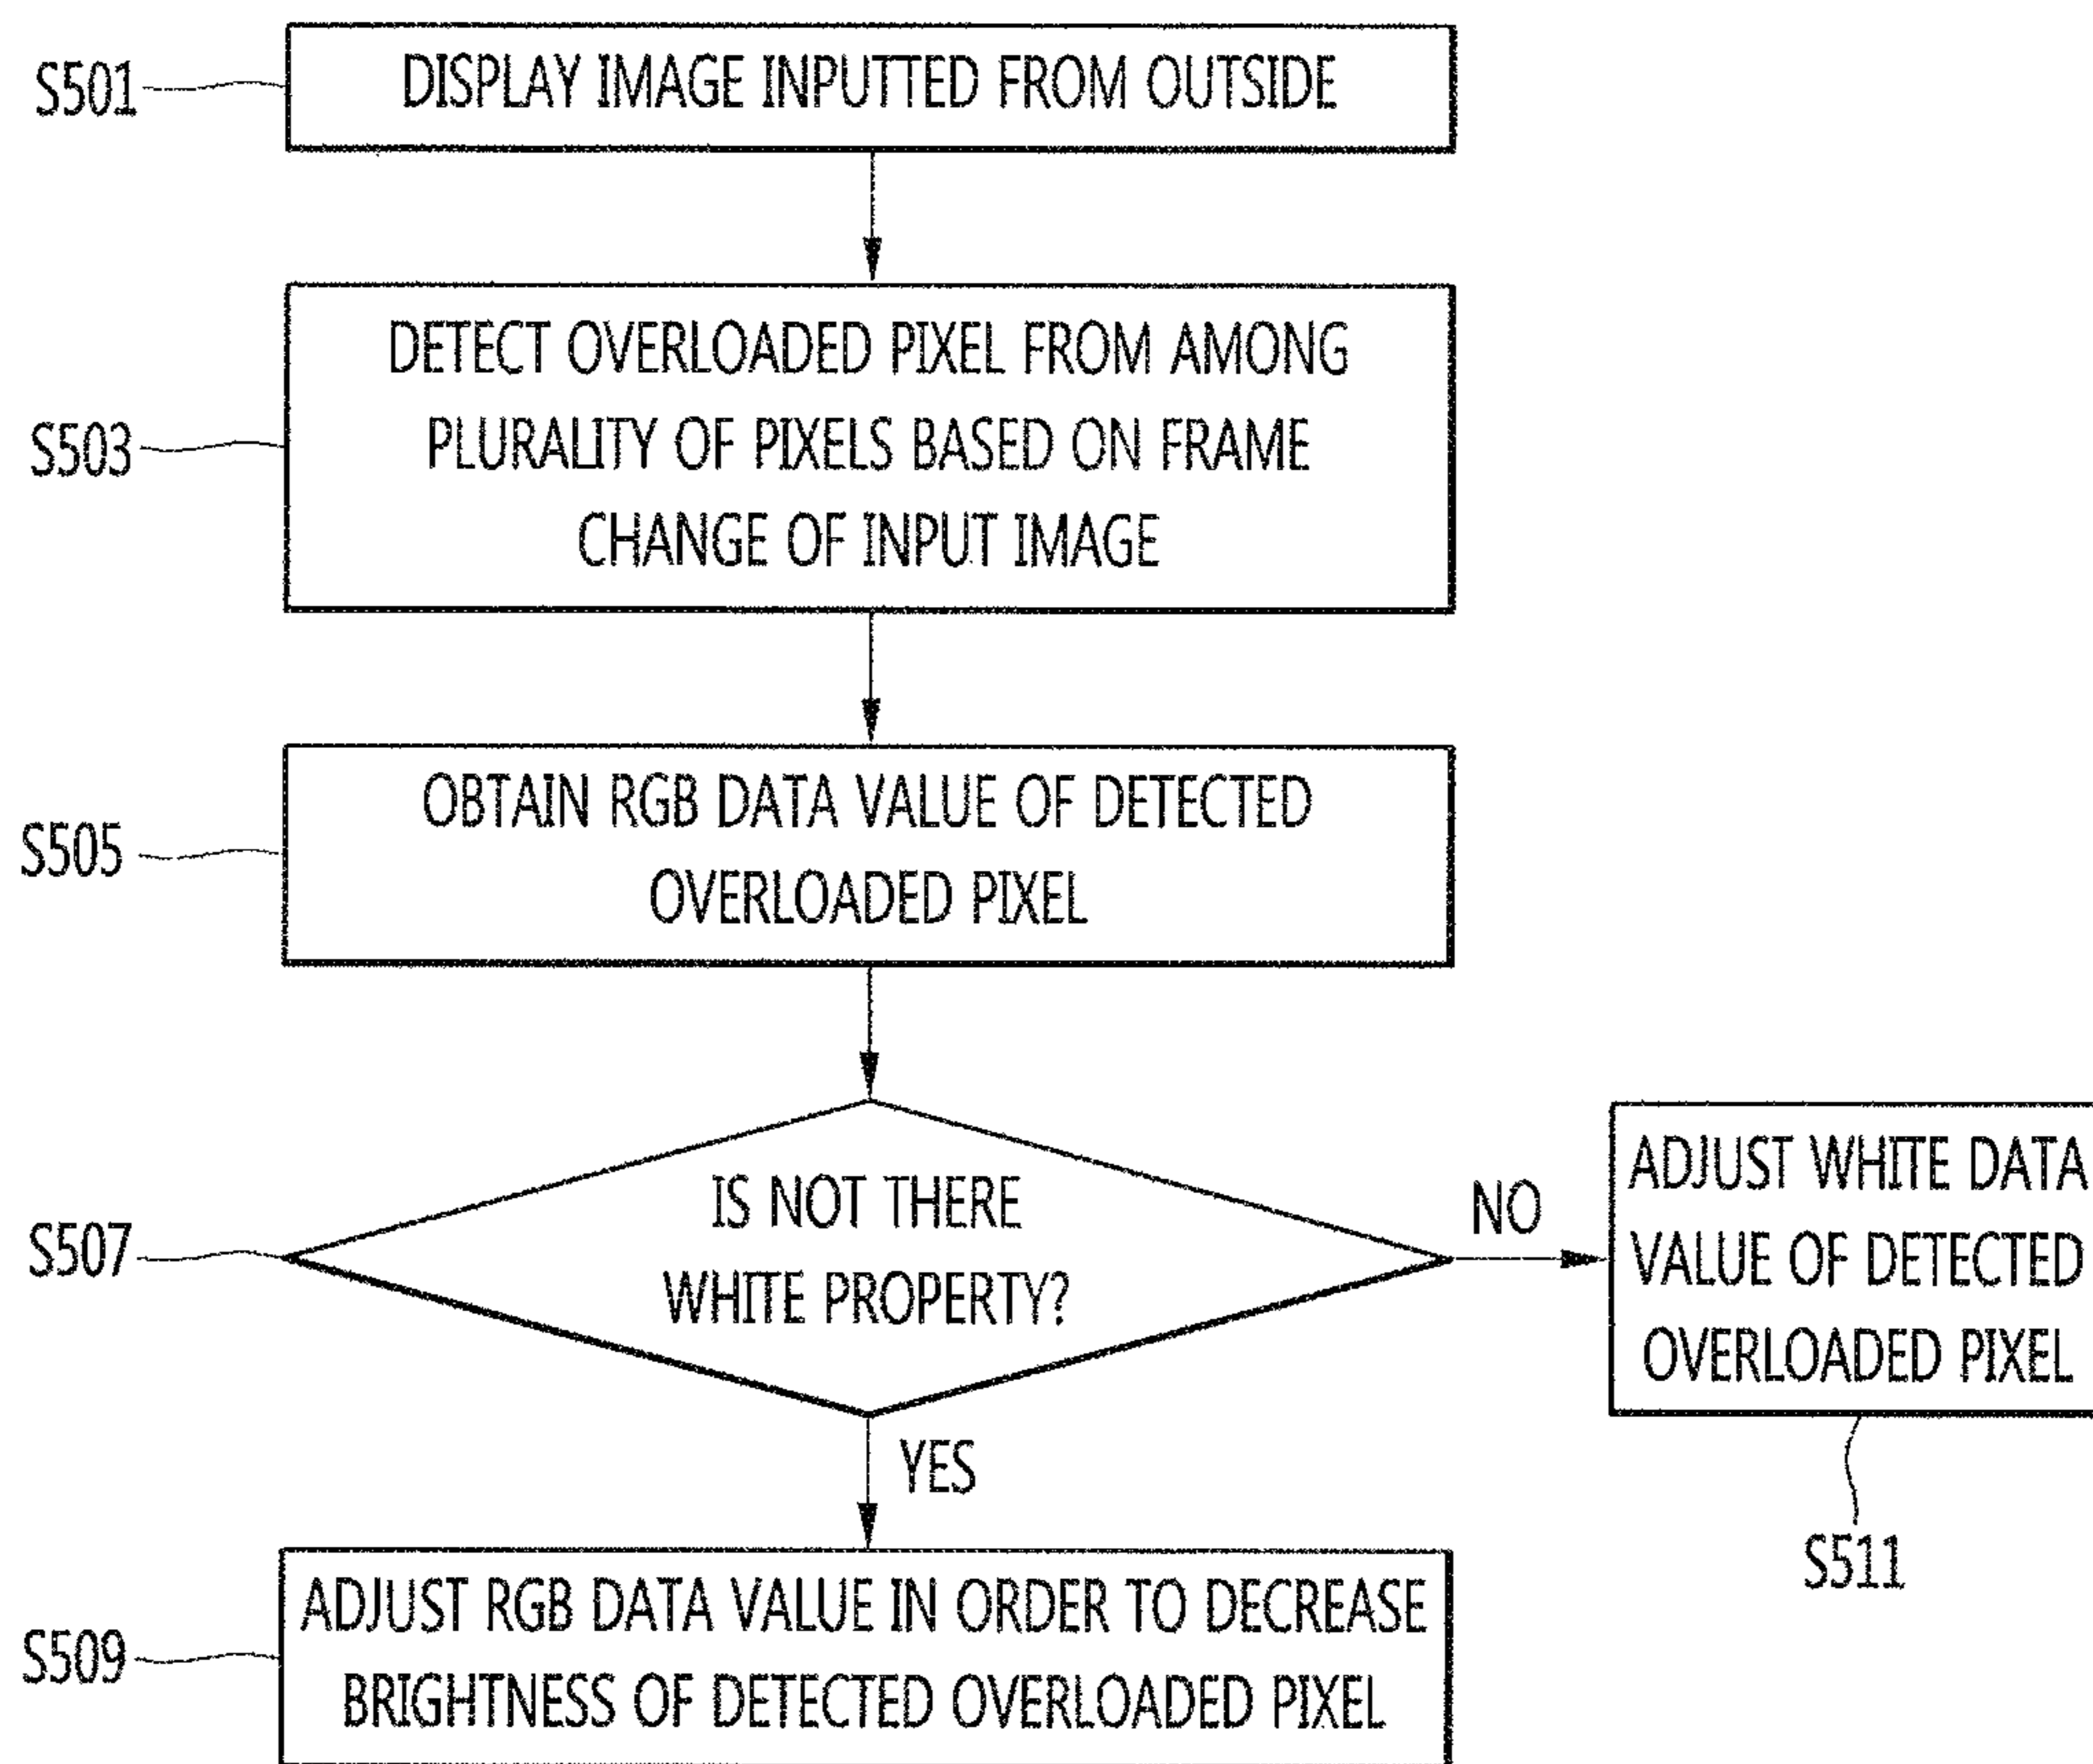 S501
DISPLAY IMAGE INPUTTED FROM OUTSIDE
S503
DETECT OVERLOADED PIXEL FROM AMONG
PLURALITY OF PIXELS BASED ON FRAME
CHANGE OF INPUT IMAGE
S505
OBTAIN RGB DATA VALUE OF DETECTED
OVERLOADED PIXEL
S507
IS NOT THERE
WHITE PROPERTY?
NO
ADJUST WHITE DATA
VALUE OF DETECTED
OVERLOADED PIXEL
S511
YES
S509
ADJUST RGB DATA VALUE IN ORDER TO DECREASE
BRIGHTNESS OF DETECTED OVERLOADED PIXEL